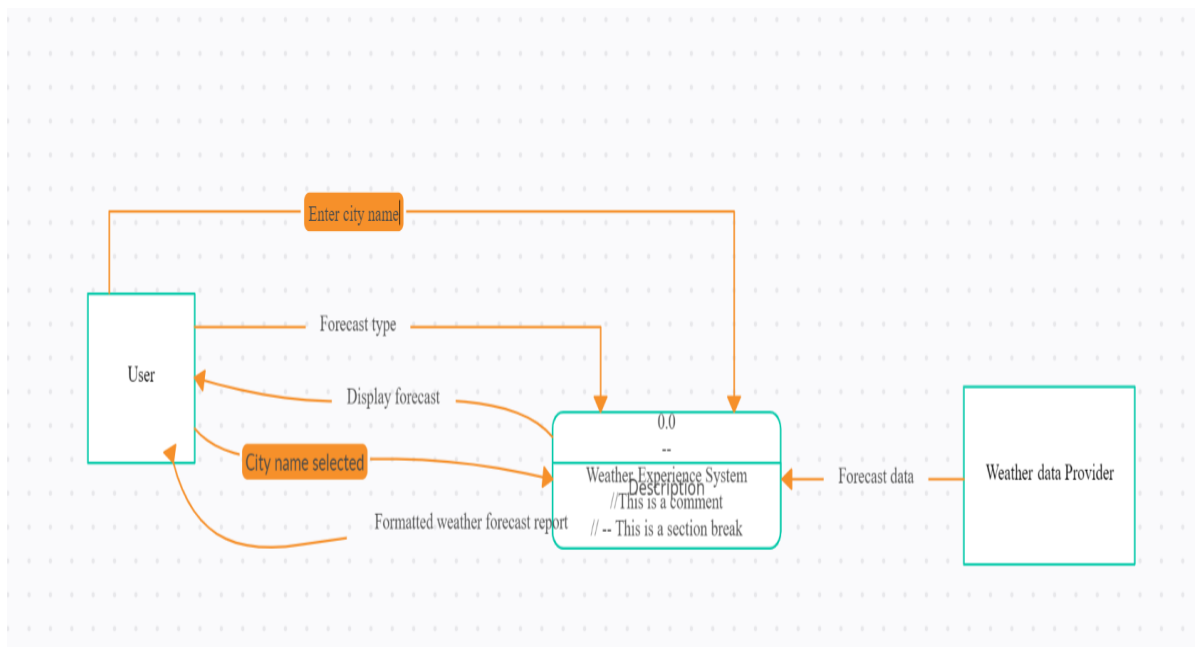 Enter city name
Forecast type
User
Display forecast
0.0
--
City name selected
Weather Experience System
Description
//This is a comment
// -- This is a section break
Forecast data
Weather data Provider
Formatted weather forecast report